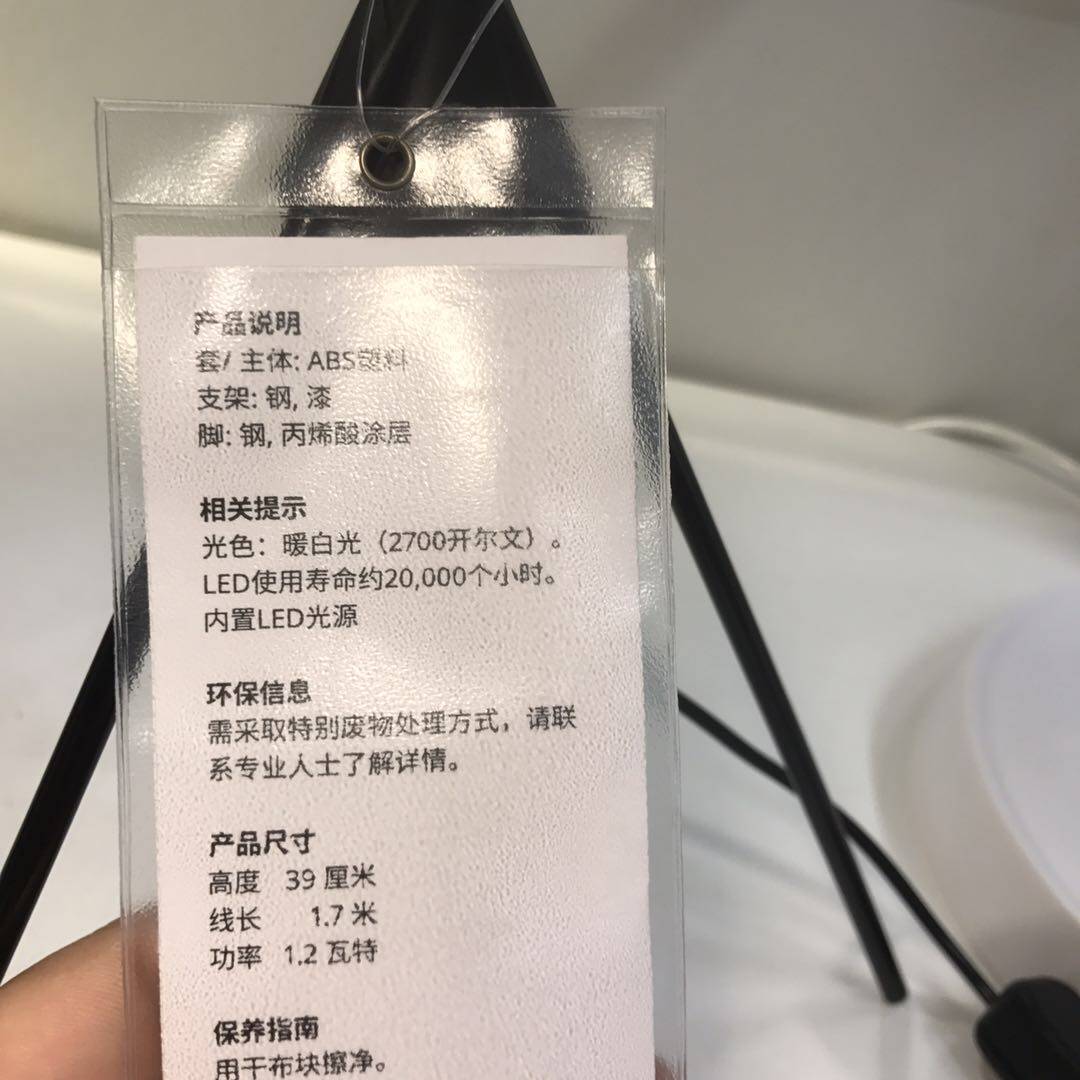 产品说明
套/ 主体: ABS塑料
支架: 钢, 漆
脚: 钢, 丙烯酸涂层
相关提示
光色：暖白光（2700开尔文）。
LED使用寿命约20,000个小时。
内置LED光源
环保信息
需采取特别废物处理方式，请联
系专业人士了解详情。
产品尺寸
高度 39 厘米
线长 1.7 米
功率 1.2 瓦特
保养指南
用干布块擦净。